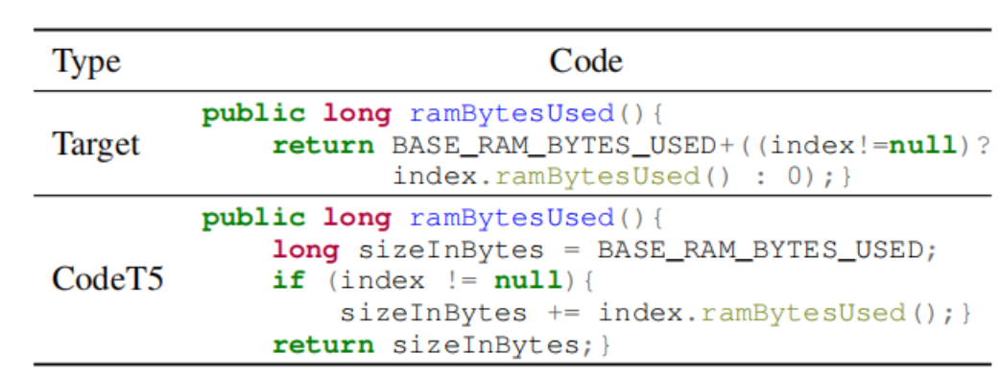 Type Code
public long ramBytesUsed(){
Target return BASE_RAM_BYTES_USED+((index!=null)?
index.ramBytesUsed() : 0);}
public long ramBytesUsed(){
long sizeInBytes = BASE_RAM_BYTES_USED;
CodeT5 if (index != null){
sizeInBytes += index.ramBytesUsed();}
return sizeInBytes;}